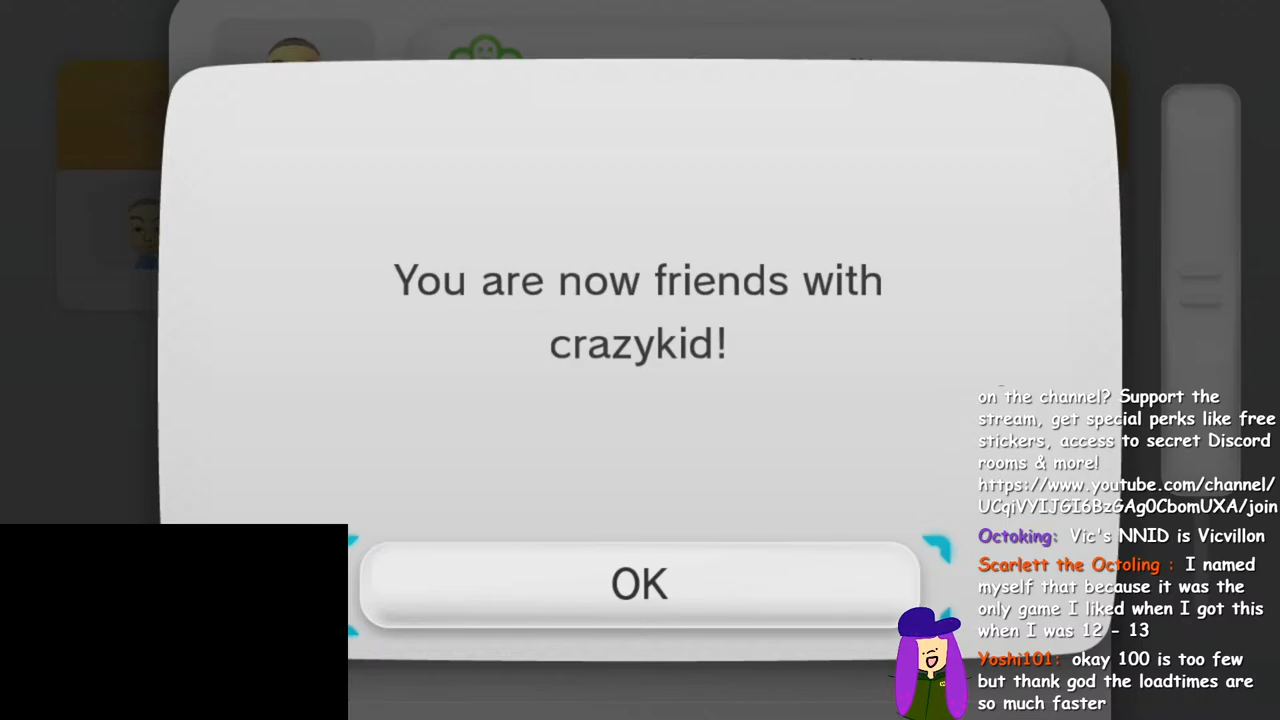 You are now friends with
crazykid!
OK
on the channel? Support the
stream, get special perks like free
stickers, access to secret Discord
rooms & more!
https://www.youtube.com/channel/
UCqiVYIJGI6BzGAg0CbomUXA/join
Octoking: Vic's NNID is Vicvillon
Scarlett the Octoling : I named
myself that because it was the
only game I liked when I got this
when I was 12 - 13
Yoshi101: okay 100 is too few
but thank god the loadtimes are
so much faster